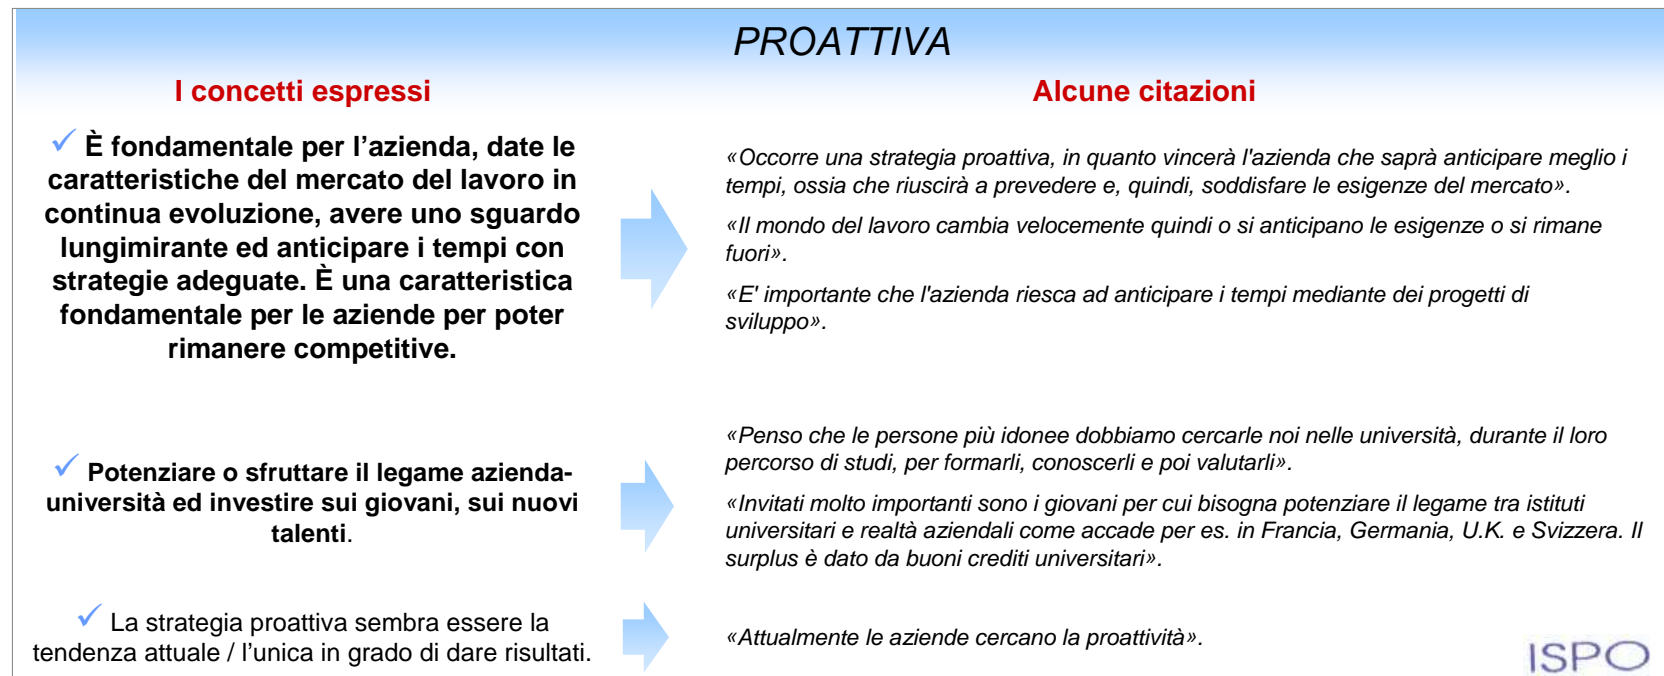 PROATTIVA
I concetti espressi
Alcune citazioni
✓ È fondamentale per l'azienda, date le
caratteristiche del mercato del lavoro in
continua evoluzione, avere uno sguardo
lungimirante ed anticipare i tempi con
strategie adeguate. È una caratteristica
fondamentale per le aziende per poter
rimanere competitive.
«Occorre una strategia proattiva, in quanto vincerà l'azienda che saprà anticipare meglio i
tempi, ossia che riuscirà a prevedere e, quindi, soddisfare le esigenze del mercato».
«Il mondo del lavoro cambia velocemente quindi o si anticipano le esigenze o si rimane
fuori».
«E' importante che l'azienda riesca ad anticipare i tempi mediante dei progetti di
sviluppo».
✓ Potenziare o sfruttare il legame azienda-
università ed investire sui giovani, sui nuovi
talenti.
«Penso che le persone più idonee dobbiamo cercarle noi nelle università, durante il loro
percorso di studi, per formarli, conoscerli e poi valutarli».
«Invitati molto importanti sono i giovani per cui bisogna potenziare il legame tra istituti
universitari e realtà aziendali come accade per es. in Francia, Germania, U.K. e Svizzera. Il
surplus è dato da buoni crediti universitari».
✓ La strategia proattiva sembra essere la
tendenza attuale / l'unica in grado di dare risultati.
«Attualmente le aziende cercano la proattività».
ISPO